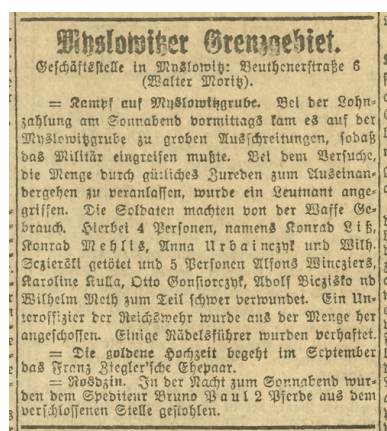 Myslowitzer Grenzgebiet.
Geschäftsstelle in Myslowitz: Beuthenerstraße 6
(Walter Moritz).
= Kampf auf Myslowitzgrube. Bei der Lohn-
zahlung am Sonnabend vormittags kam es auf der
Myslowitzgrube zu groben Ausschreitungen, sodaß
das Militär eingreifen mußte. Bei dem Versuche,
die Menge durch gütliches Zureden zum Auseinan-
dergehen zu veranlassen, wurde ein Leutnant ange-
griffen. Die Soldaten machten von der Waffe Ge-
brauch. Hierbei 4 Personen, namens Konrad Liß,
Konrad Mehlis, Anna Urbainczyk und Wilh.
Sczierski getötet und 5 Personen Alfons Wincziers,
Karoline Kulla, Otto Gonsiorczyk, Adolf Biczisko nd
Wilhelm Meth zum Teil schwer verwundet. Ein Un-
teroffizier der Reichswehr wurde aus der Menge her
angeschossen. Einige Rädelsführer wurden verhaftet.
= Die goldene Hochzeit begeht im September
das Franz Ziegler'sche Ehepaar.
= Rosdzin. In der Nacht zum Sonnabend wur-
den dem Spediteur Bruno Paul 2 Pferde aus dem
verschlossenen Stelle gestohlen.